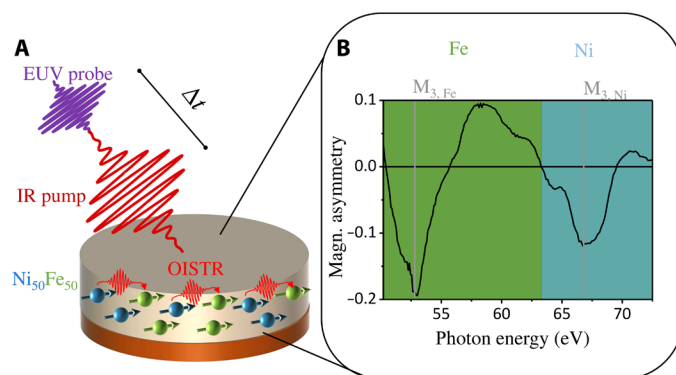 A
EUV probe
Δt
IR pump
OISTR
Ni₅₀Fe₅₀
B
Fe
Ni
M₃, Fe
M₃, Ni
0.1
0.0
−0.1
−0.2
Magn. asymmetry
55
60
65
70
Photon energy (eV)